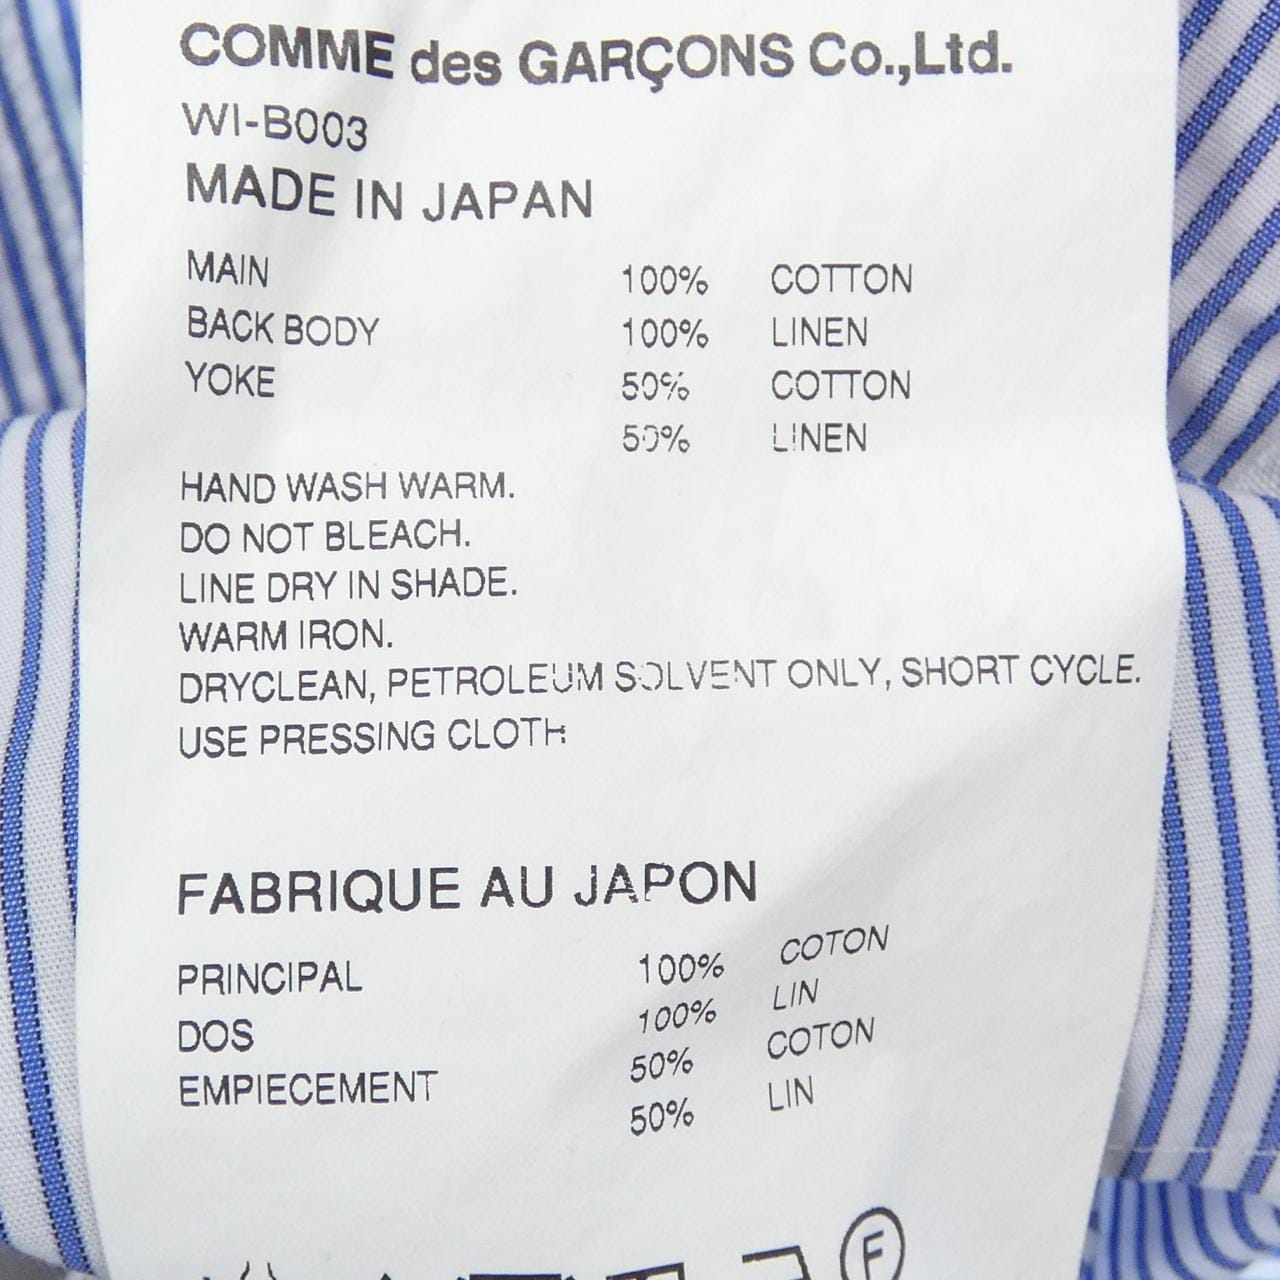 COMME des GARÇONS Co.,Ltd.
WI-B003
MADE IN JAPAN
MAIN 100% COTTON
BACK BODY 100% LINEN
YOKE 50% COTTON
50% LINEN
HAND WASH WARM.
DO NOT BLEACH.
LINE DRY IN SHADE.
WARM IRON.
DRYCLEAN, PETROLEUM SOLVENT ONLY, SHORT CYCLE.
USE PRESSING CLOTH
FABRIQUE AU JAPON
PRINCIPAL 100% COTON
DOS 100% LIN
EMPIECEMENT 50% COTON
50% LIN
F